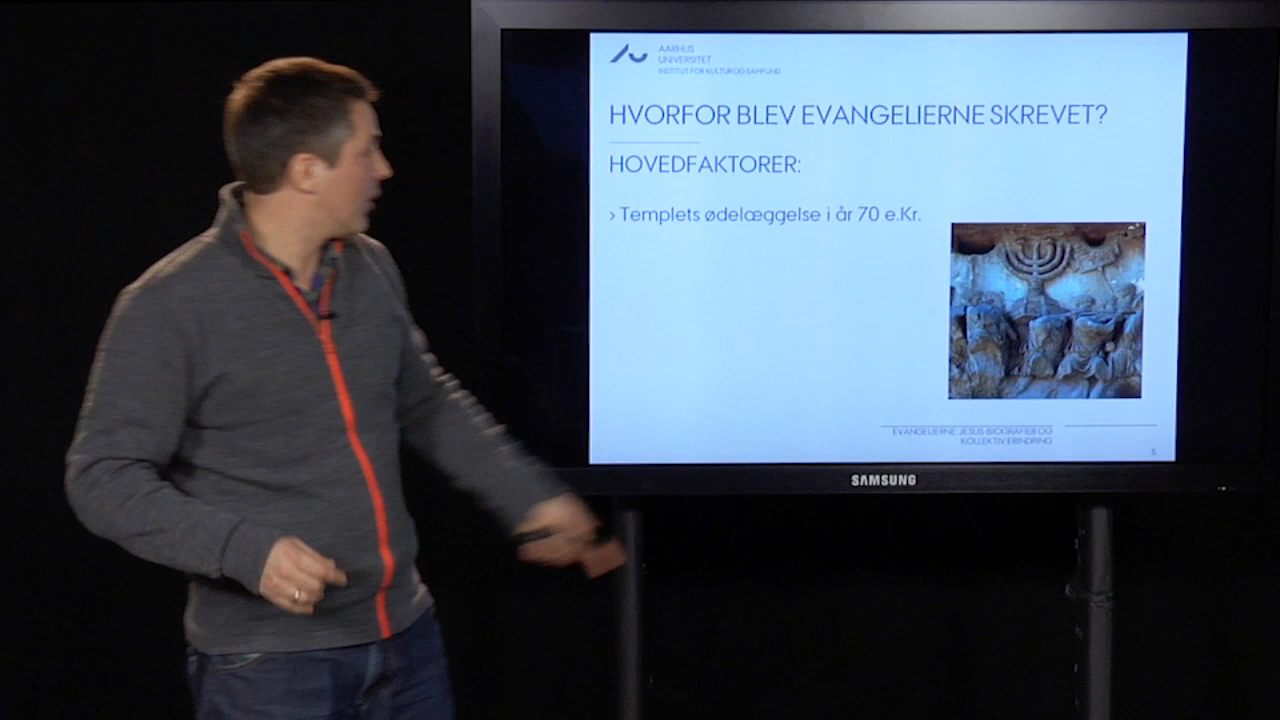 AARHUS
UNIVERSITET
INSTITUT FOR KULTUR OG SAMFUND
HVORFOR BLEV EVANGELIERNE SKREVET?
HOVEDFAKTORER:
› Templets ødelæggelse i år 70 e.Kr.
EVANGELIERNE: JESUS-BIOGRAFIER OG
KOLLEKTIV ERINDRING
5
SAMSUNG